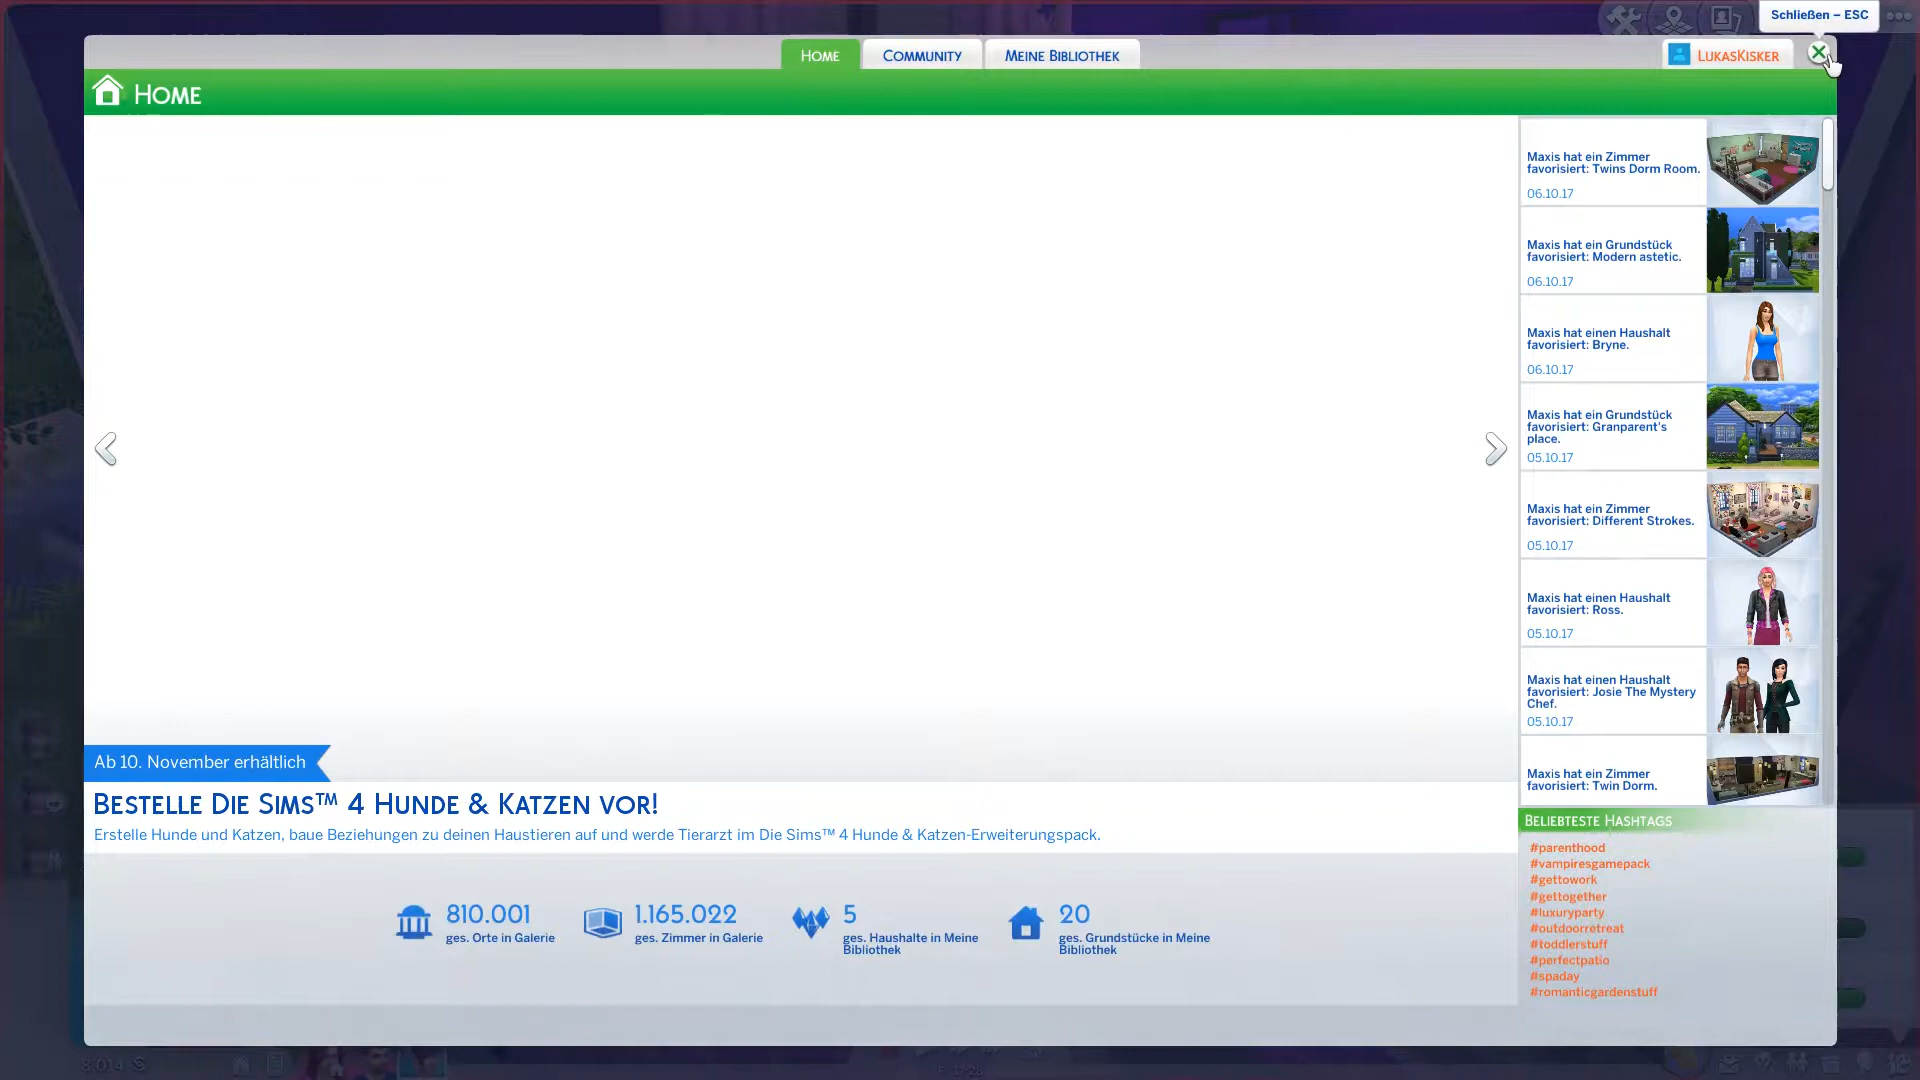 Schließen – ESC
Home
Community
Meine Bibliothek
LukasKisker
Home
Maxis hat ein Zimmer
favorisiert: Twins Dorm Room.
06.10.17
Maxis hat ein Grundstück
favorisiert: Modern astetic.
06.10.17
Maxis hat einen Haushalt
favorisiert: Bryne.
06.10.17
Maxis hat ein Grundstück
favorisiert: Granparent's
place.
05.10.17
Maxis hat ein Zimmer
favorisiert: Different Strokes.
05.10.17
Maxis hat einen Haushalt
favorisiert: Ross.
05.10.17
Maxis hat einen Haushalt
favorisiert: Josie The Mystery
Chef.
05.10.17
Maxis hat ein Zimmer
favorisiert: Twin Dorm.
Ab 10. November erhältlich
Bestelle Die Sims™ 4 Hunde & Katzen vor!
Erstelle Hunde und Katzen, baue Beziehungen zu deinen Haustieren auf und werde Tierarzt im Die Sims™ 4 Hunde & Katzen-Erweiterungspack.
810.001
ges. Orte in Galerie
1.165.022
ges. Zimmer in Galerie
5
ges. Haushalte in Meine
Bibliothek
20
ges. Grundstücke in Meine
Bibliothek
Beliebteste Hashtags
#parenthood
#vampiresgamepack
#gettowork
#gettogether
#luxuryparty
#outdoorretreat
#toddlerstuff
#perfectpatio
#spaday
#romanticgardenstuff
8.014